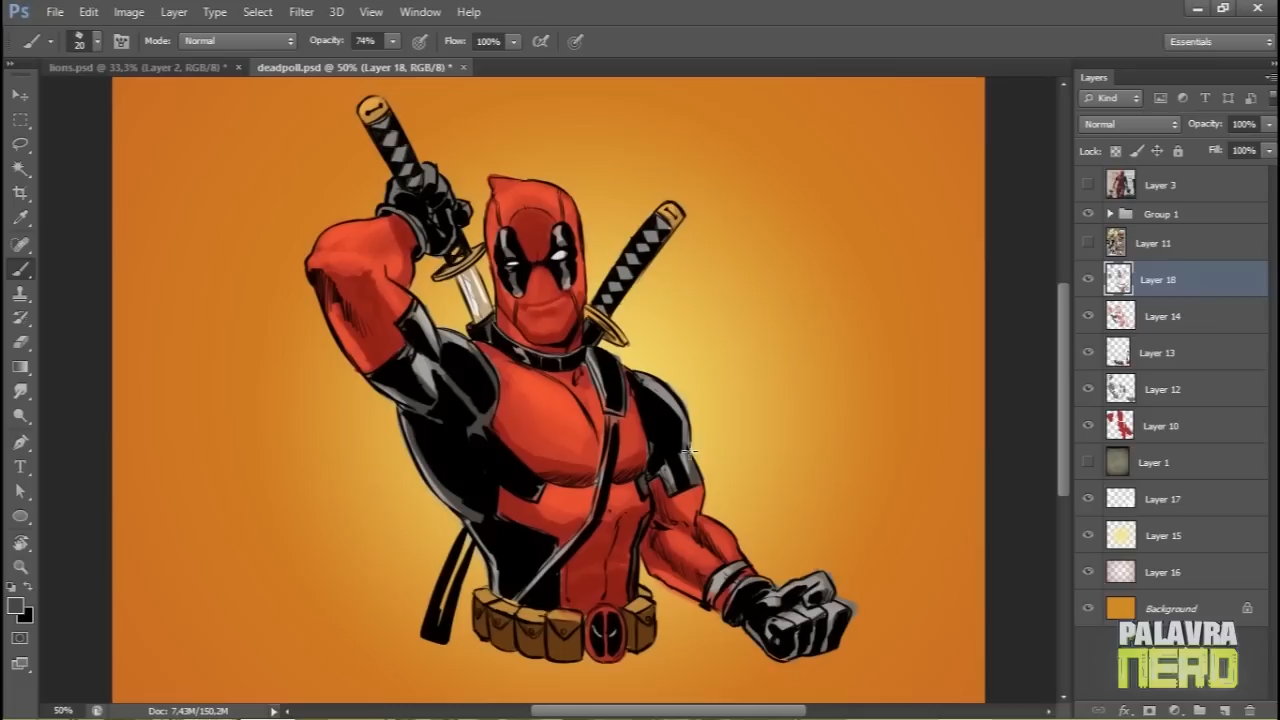 Ps File Edit Image Layer Type Select Filter 3D View Window Help
20 Mode: Normal Opacity: 74% Flow: 100% Essentials
lions.psd @ 33,3% (Layer 2, RGB/8) * × deadpoll.psd @ 50% (Layer 18, RGB/8) * ×
Layers
Kind
Normal Opacity: 100%
Lock: Fill: 100%
Layer 3
Group 1
Layer 11
Layer 18
Layer 14
Layer 13
Layer 12
Layer 10
Layer 1
Layer 17
Layer 15
Layer 16
Background
PALAVRA
NERD
50% Doc: 7,43M/150,2M
fx